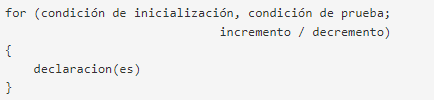 for (condición de inicialización, condición de prueba;
incremento / decremento)
{
declaracion(es)
}